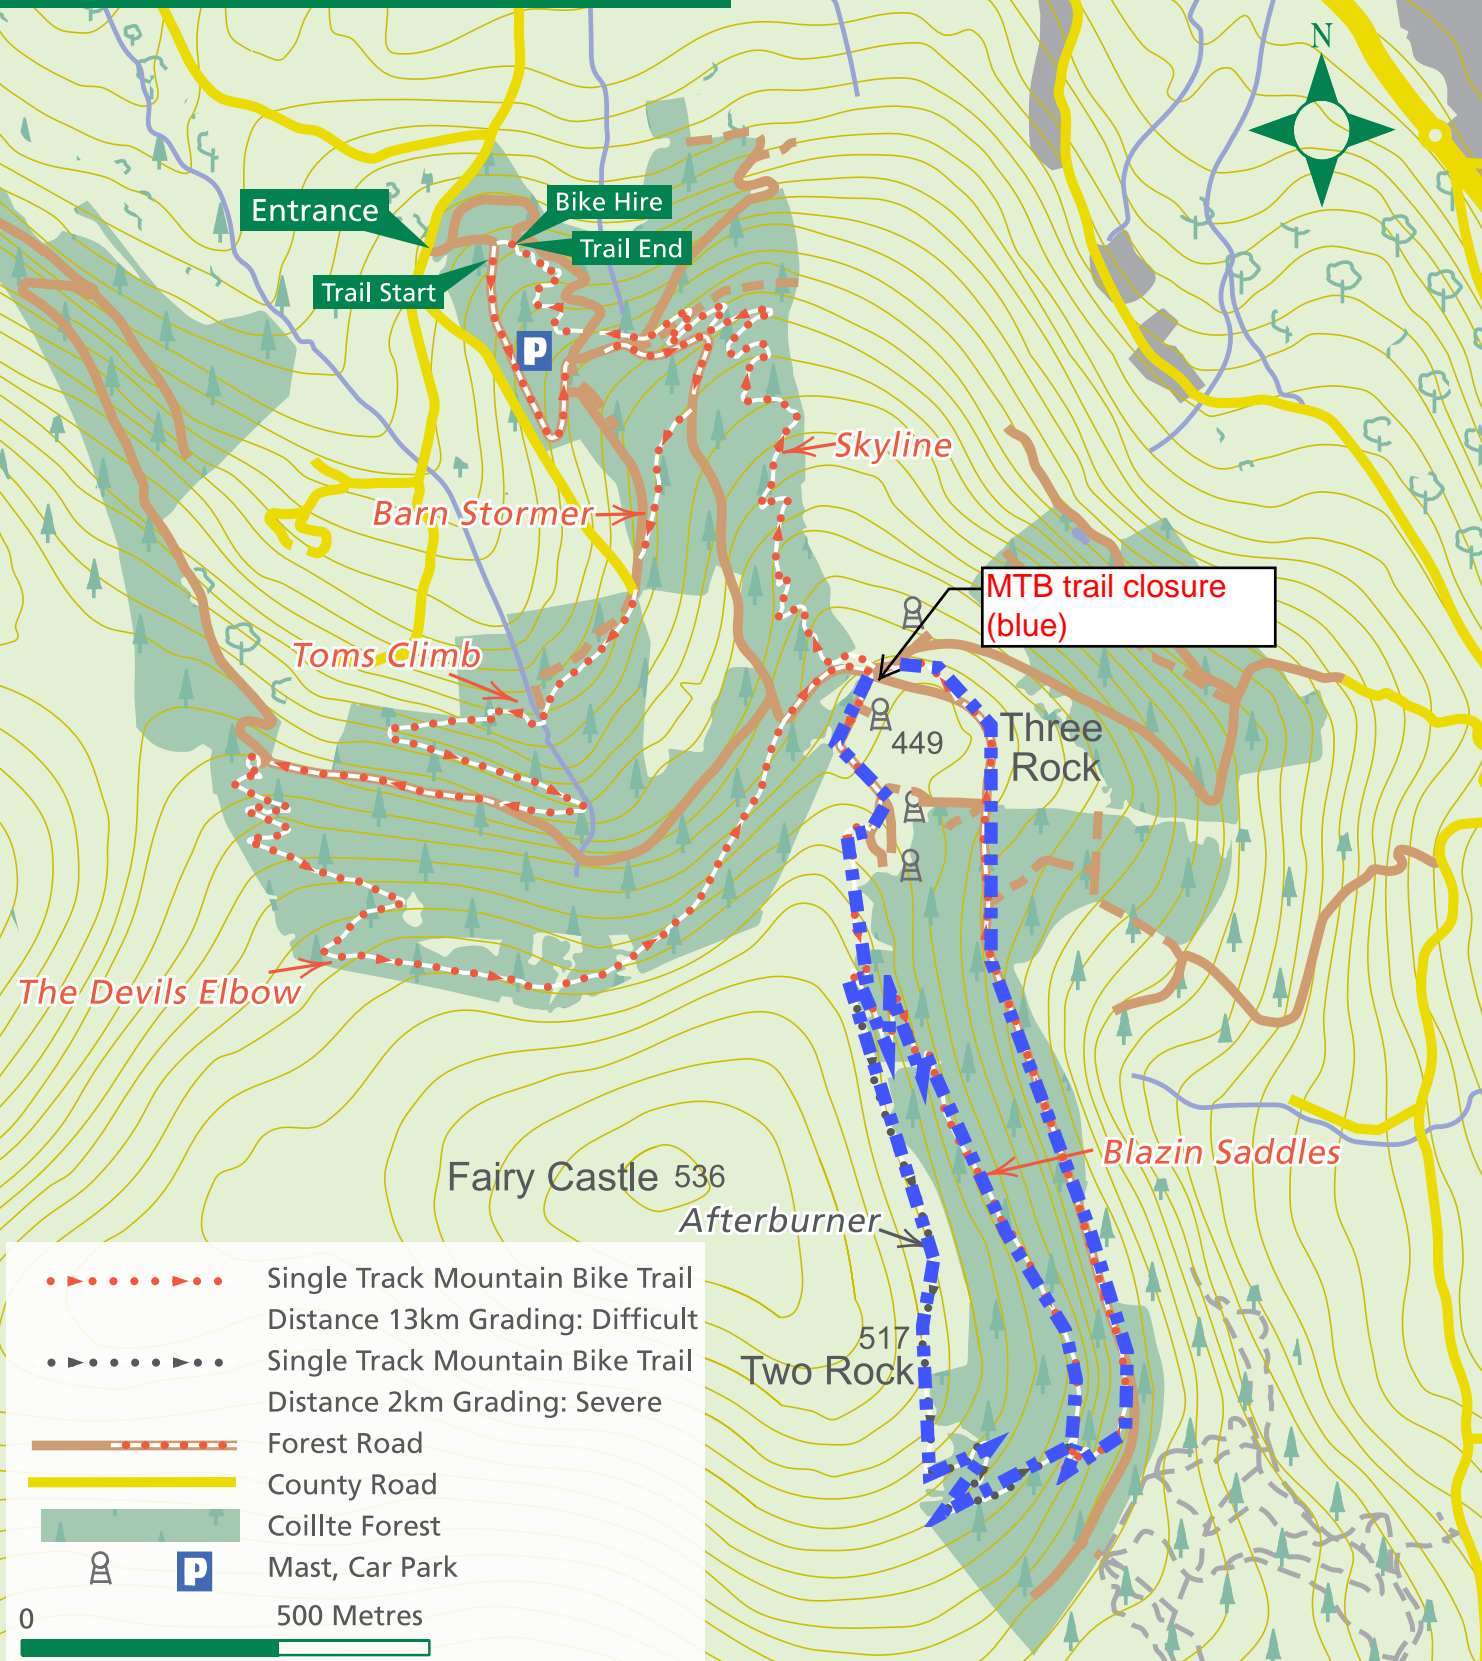 N
Entrance
Bike Hire
Trail End
Trail Start
P
Skyline
Barn Stormer
MTB trail closure
(blue)
Toms Climb
449
Three
Rock
The Devils Elbow
Blazin Saddles
Fairy Castle 536
Afterburner
517
Two Rock
Single Track Mountain Bike Trail
Distance 13km Grading: Difficult
Single Track Mountain Bike Trail
Distance 2km Grading: Severe
Forest Road
County Road
Coillte Forest
P Mast, Car Park
0 500 Metres